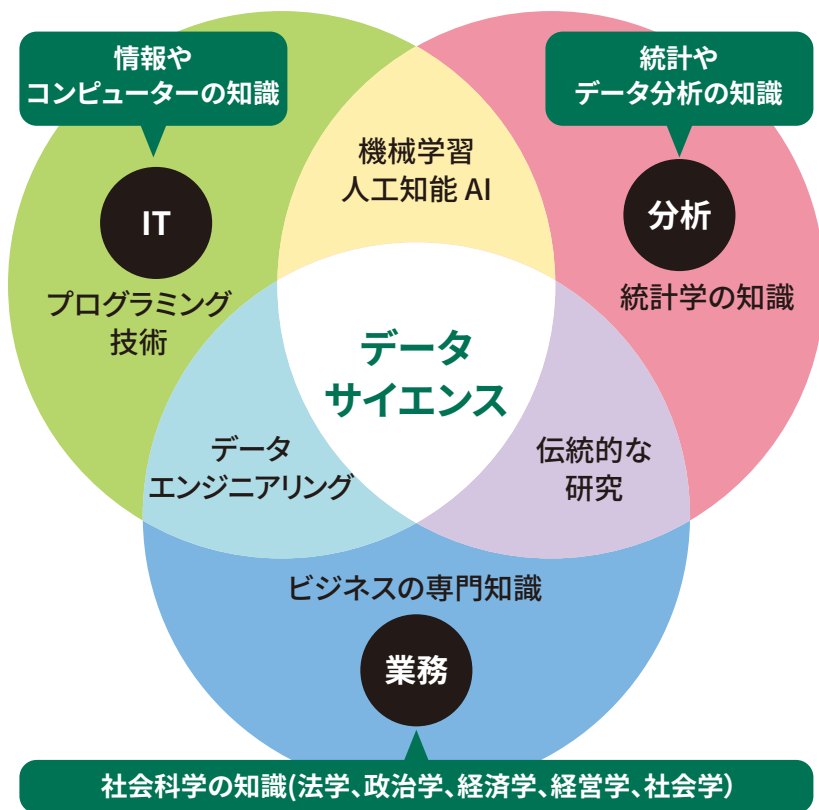 情報や
コンピューターの知識
統計や
データ分析の知識
機械学習
人工知能 AI
IT
分析
プログラミング
技術
統計学の知識
データ
サイエンス
データ
エンジニアリング
伝統的な
研究
ビジネスの専門知識
業務
社会科学の知識(法学、政治学、経済学、経営学、社会学)